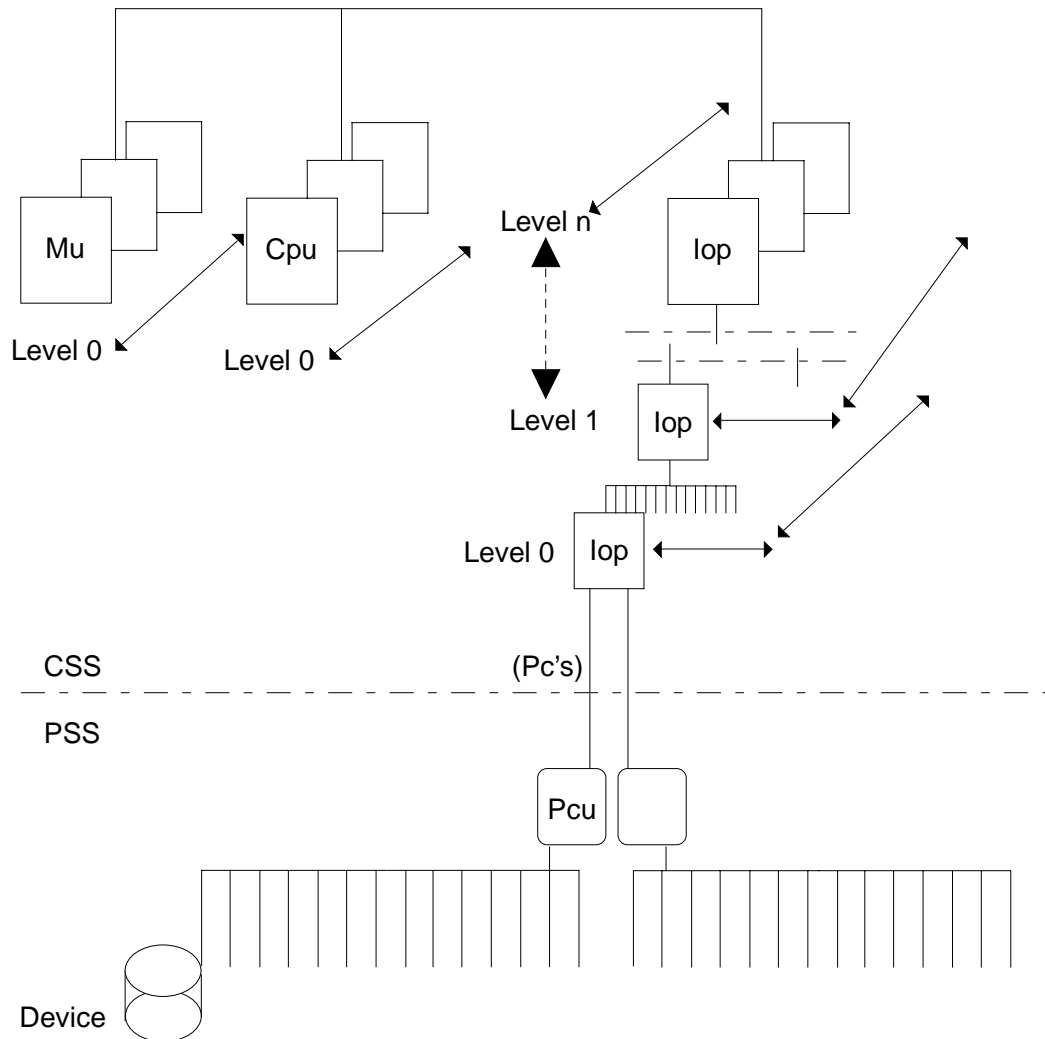 Level n
Mu
Cpu
Iop
Level 0
Level 0
Level 1
Iop
Level 0
Iop
CSS
(Pc's)
PSS
Pcu
Device